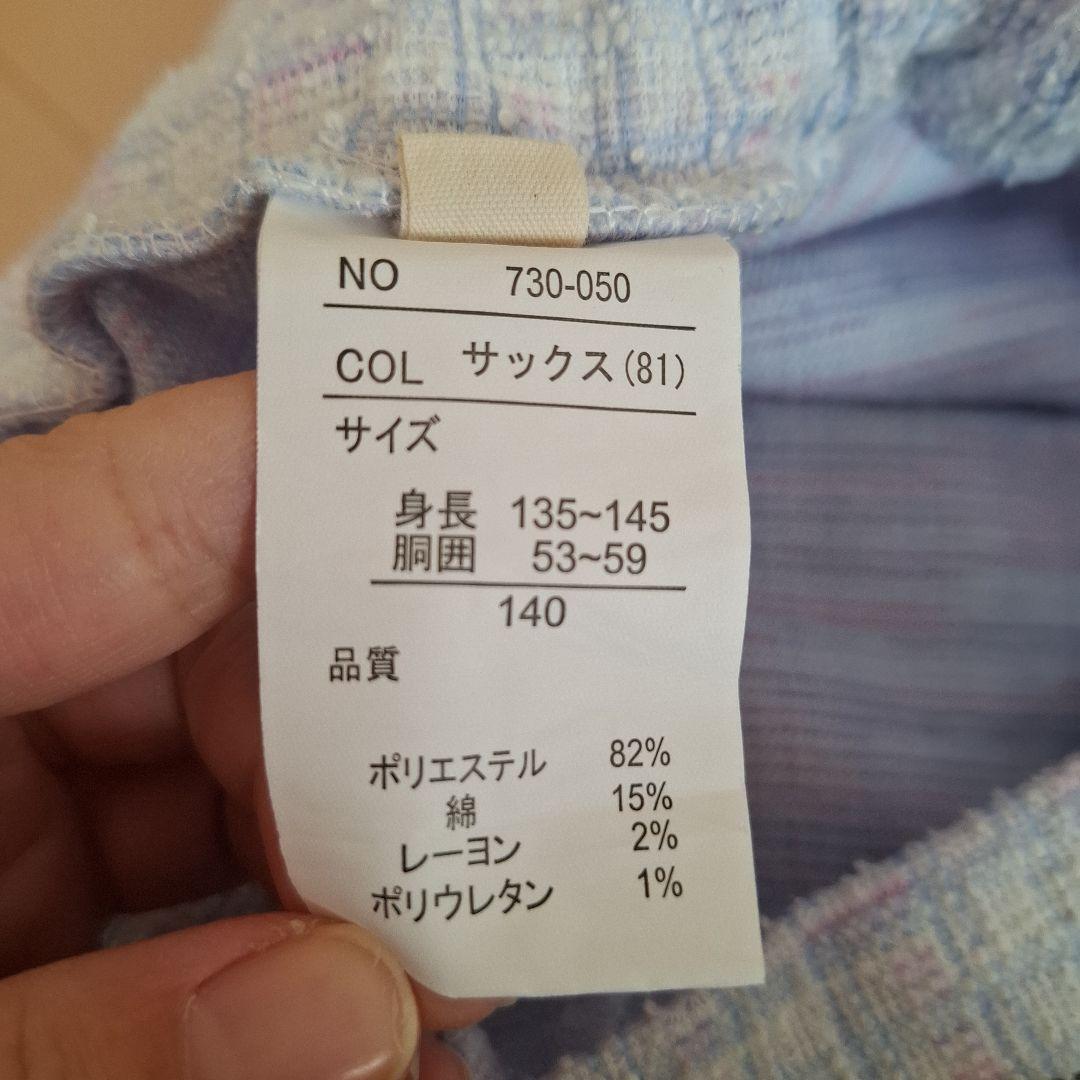 NO 730-050
COL サックス(81)
サイズ
身長 135~145
胴囲 53~59
140
品質
ポリエステル 82%
綿 15%
レーヨン 2%
ポリウレタン 1%